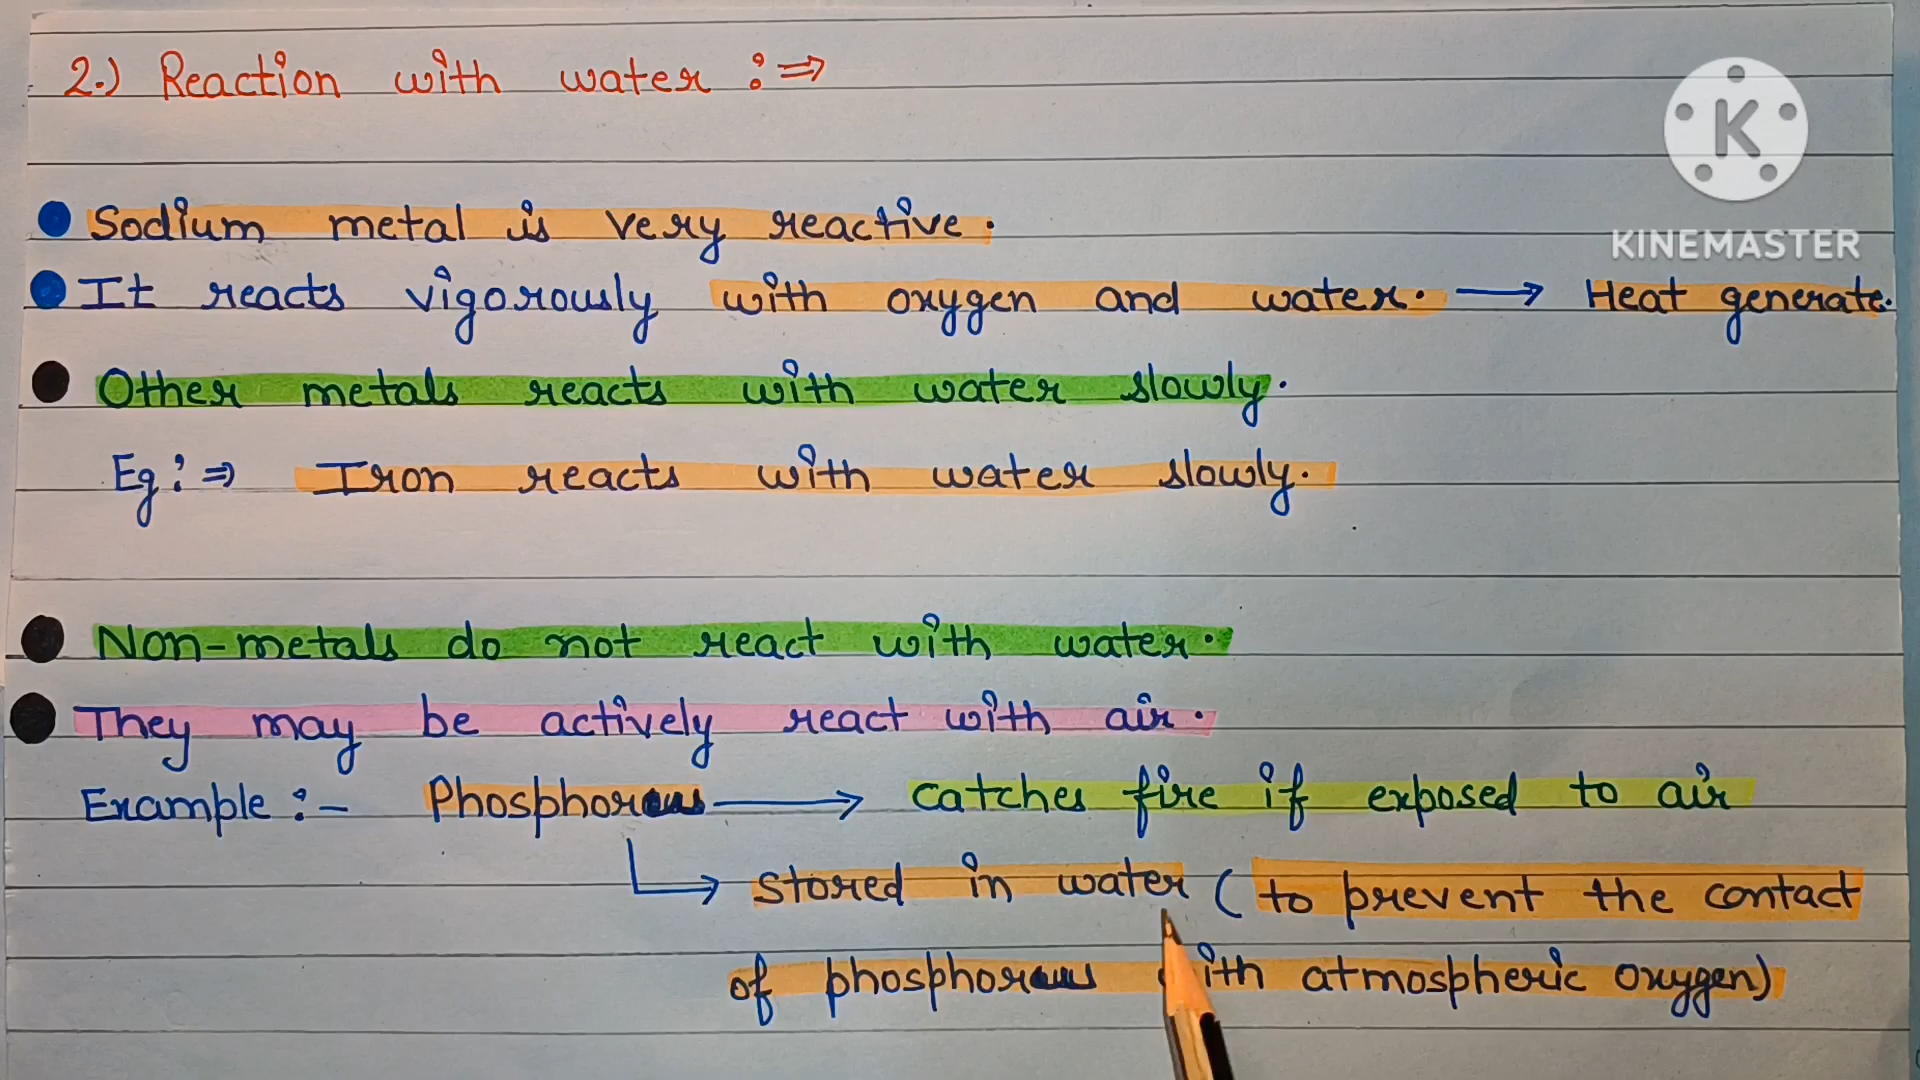 2.) Reaction with water :⇒
K
KINEMASTER
Sodium metal is very reactive.
It reacts vigorously with oxygen and water. → Heat generate.
Other metals reacts with water slowly.
Eg:⇒ Iron reacts with water slowly.
Non-metals do not react with water.
They may be actively react with air.
Example:- Phosphorus → catches fire if exposed to air
↳ stored in water ( to prevent the contact
of phosphorus with atmospheric oxygen)